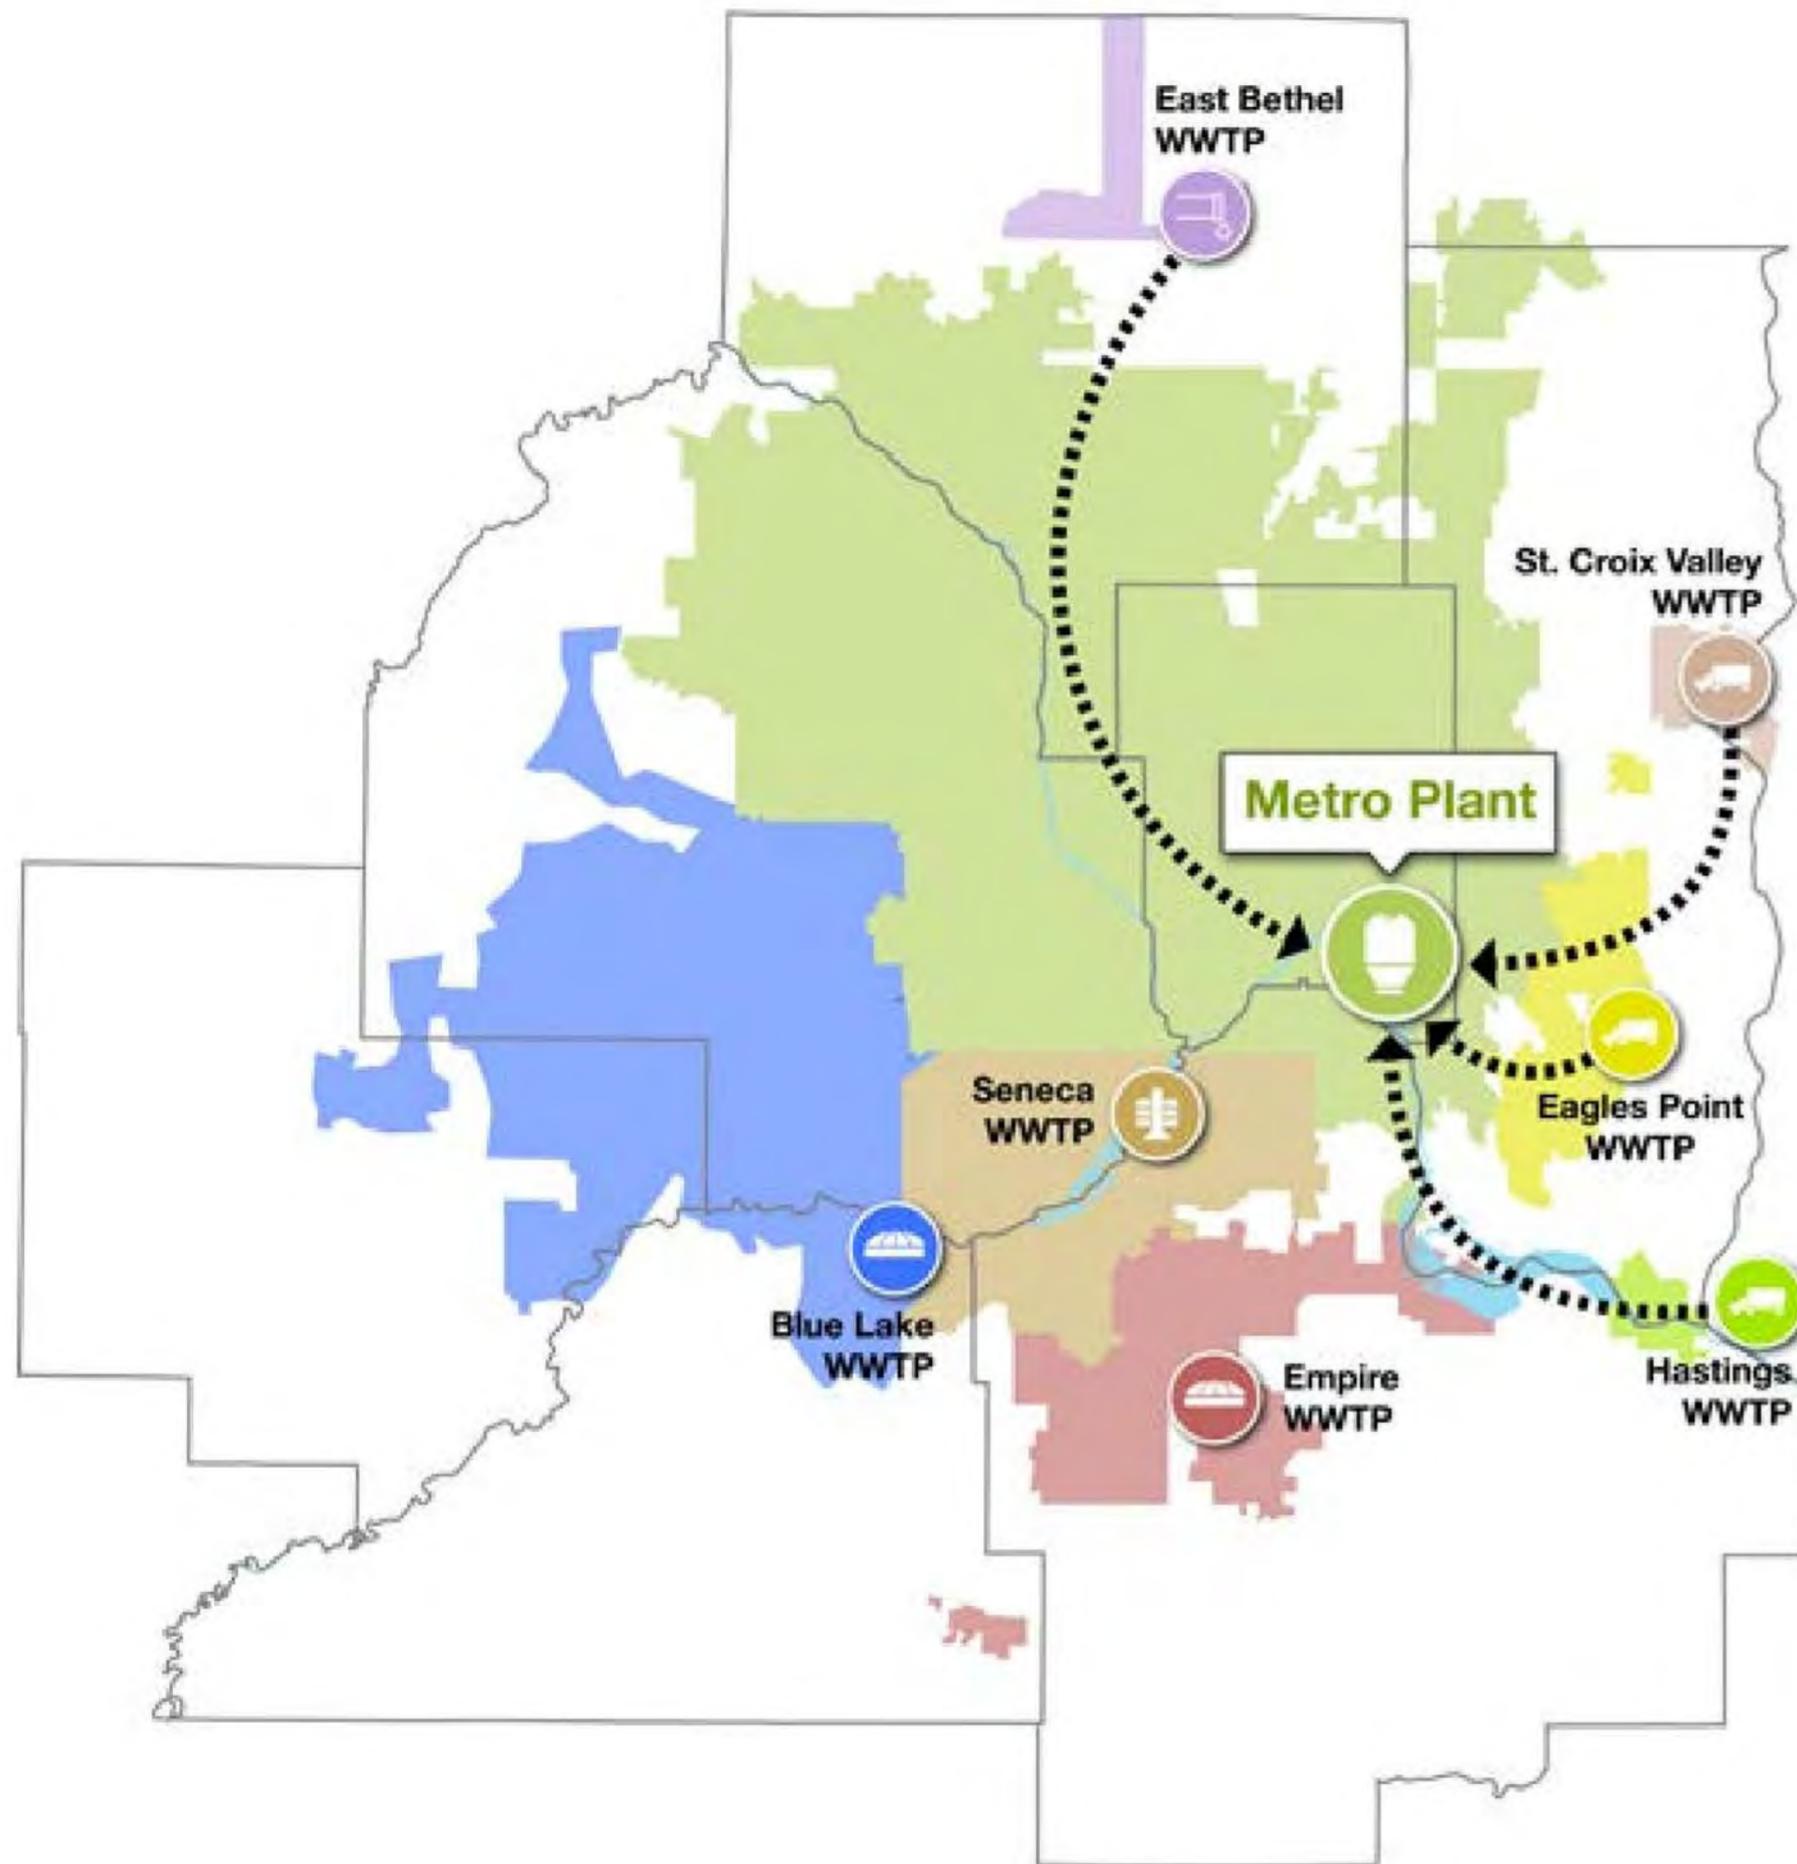 East Bethel
WWTP
St. Croix Valley
WWTP
Metro Plant
Seneca
WWTP
Eagles Point
WWTP
Blue Lake
WWTP
Empire
WWTP
Hastings
WWTP